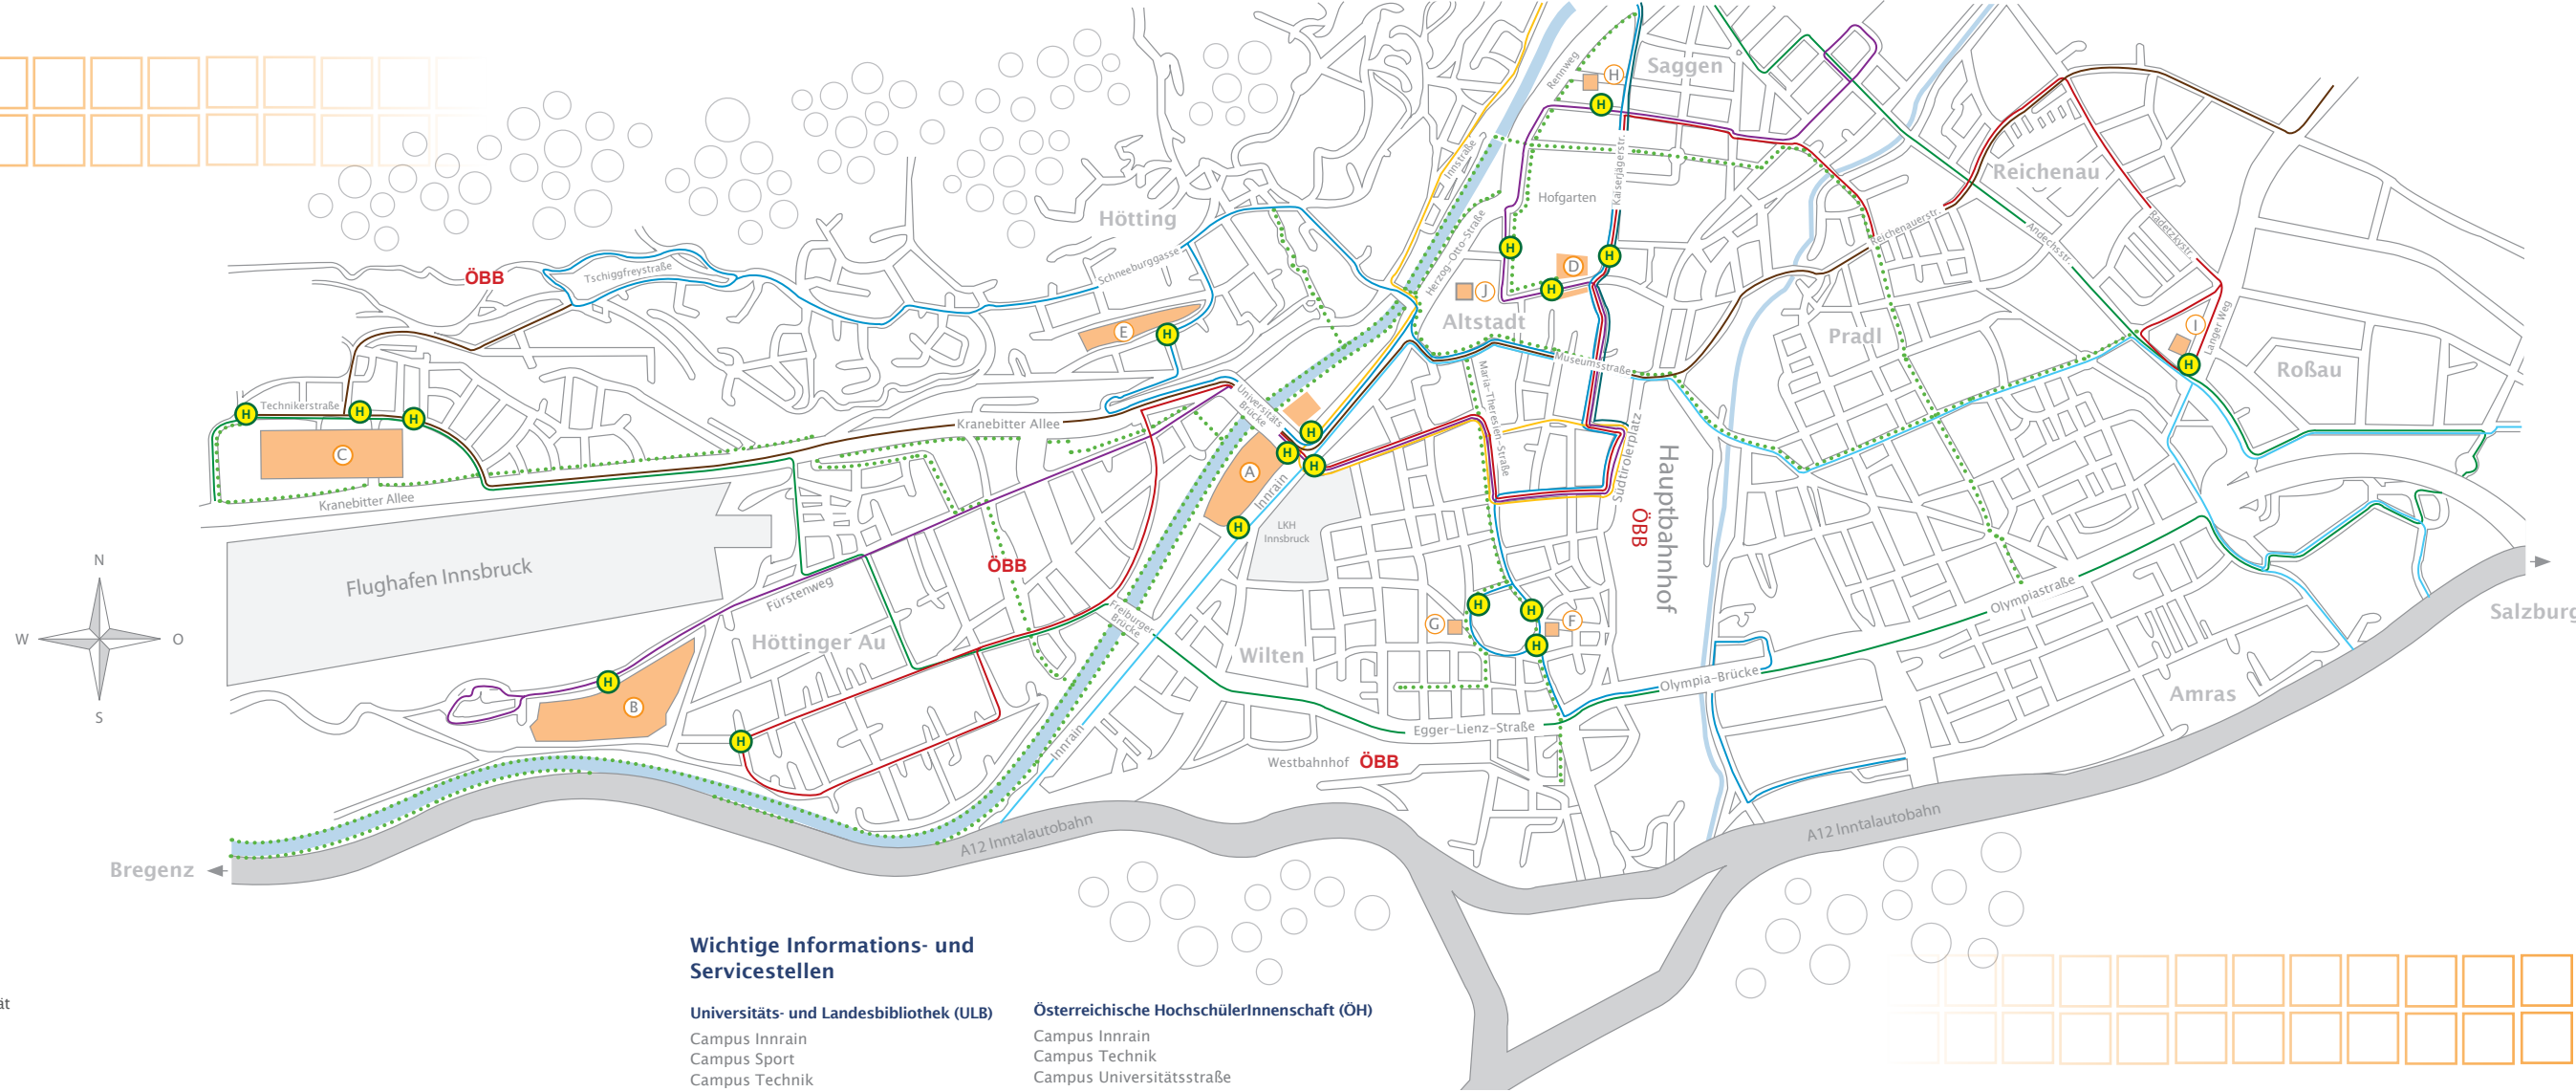 Rennweg
H
Saggen
H
Innstraße
Kaiserjägerstr.
Reichenau
Hofgarten
Hötting
Herzog-Otto-Straße
Radetzkystr.
Reichenauerstr.
Andechsstr.
H
H
D
Schneeburggasse
Tschiggfreystraße
ÖBB
J
H
Altstadt
Langer Weg
I
E
H
Pradl
H
Museumsstraße
Roßau
Maria-Theresien-Straße
Universitäts
Brücke
H
Technikerstraße
H
H
Kranebitter Allee
H
H
H
C
A
Südtirolerplatz
Hauptbahnhof
Innrain
Kranebitter Allee
H
LKH
Innsbruck
ÖBB
N
W
O
S
Flughafen Innsbruck
ÖBB
Fürstenweg
Olympiastraße
Salzburg
Freiburger
Brücke
H
H
G
F
Höttinger Au
H
Wilten
H
B
Olympia-Brücke
Amras
H
Innrain
Egger-Lienz-Straße
Westbahnhof ÖBB
A12 Inntalautobahn
A12 Inntalautobahn
Bregenz
Wichtige Informations- und
Servicestellen
ät
Universitäts- und Landesbibliothek (ULB)
Campus Innrain
Campus Sport
Campus Technik
Österreichische HochschülerInnenschaft (ÖH)
Campus Innrain
Campus Technik
Campus Universitätsstraße